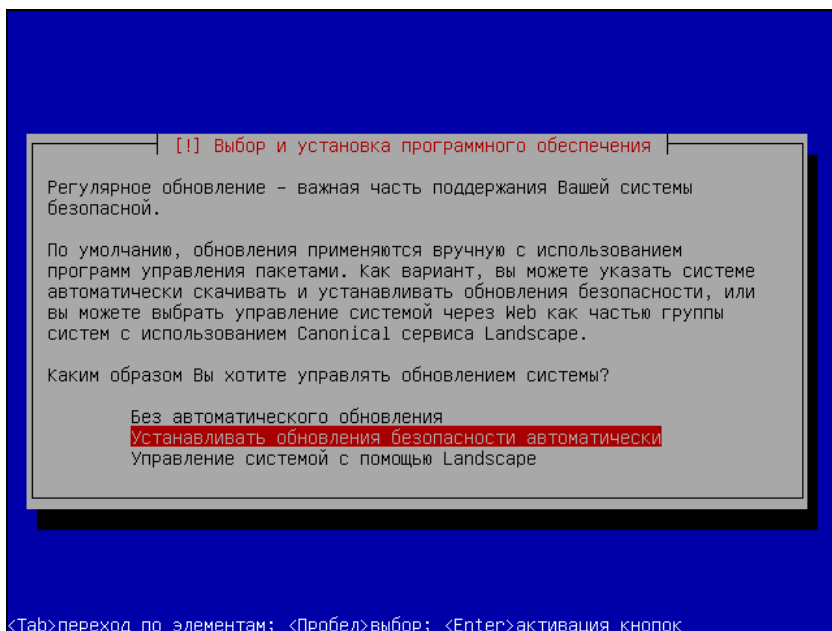 [!] Выбор и установка программного обеспечения
Регулярное обновление – важная часть поддержания Вашей системы
безопасной.
По умолчанию, обновления применяются вручную с использованием
программ управления пакетами. Как вариант, вы можете указать системе
автоматически скачивать и устанавливать обновления безопасности, или
вы можете выбрать управление системой через Web как частью группы
систем с использованием Canonical сервиса Landscape.
Каким образом Вы хотите управлять обновлением системы?
Без автоматического обновления
Устанавливать обновления безопасности автоматически
Управление системой с помощью Landscape
<Tab>переход по элементам; <Пробел>выбор; <Enter>активация кнопок